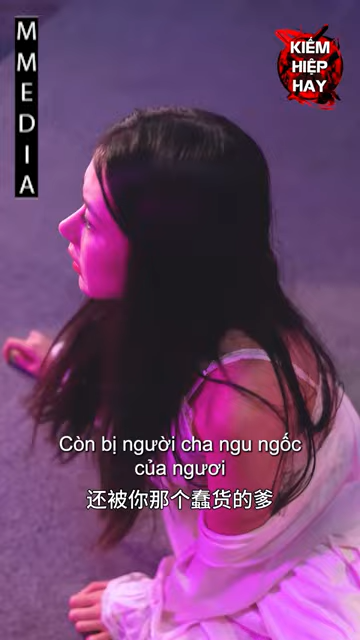 MMEDIA
KIẾM
HIỆP
HAY
Còn bị người cha ngu ngốc
của ngươi
还被你那个蠢货的爹